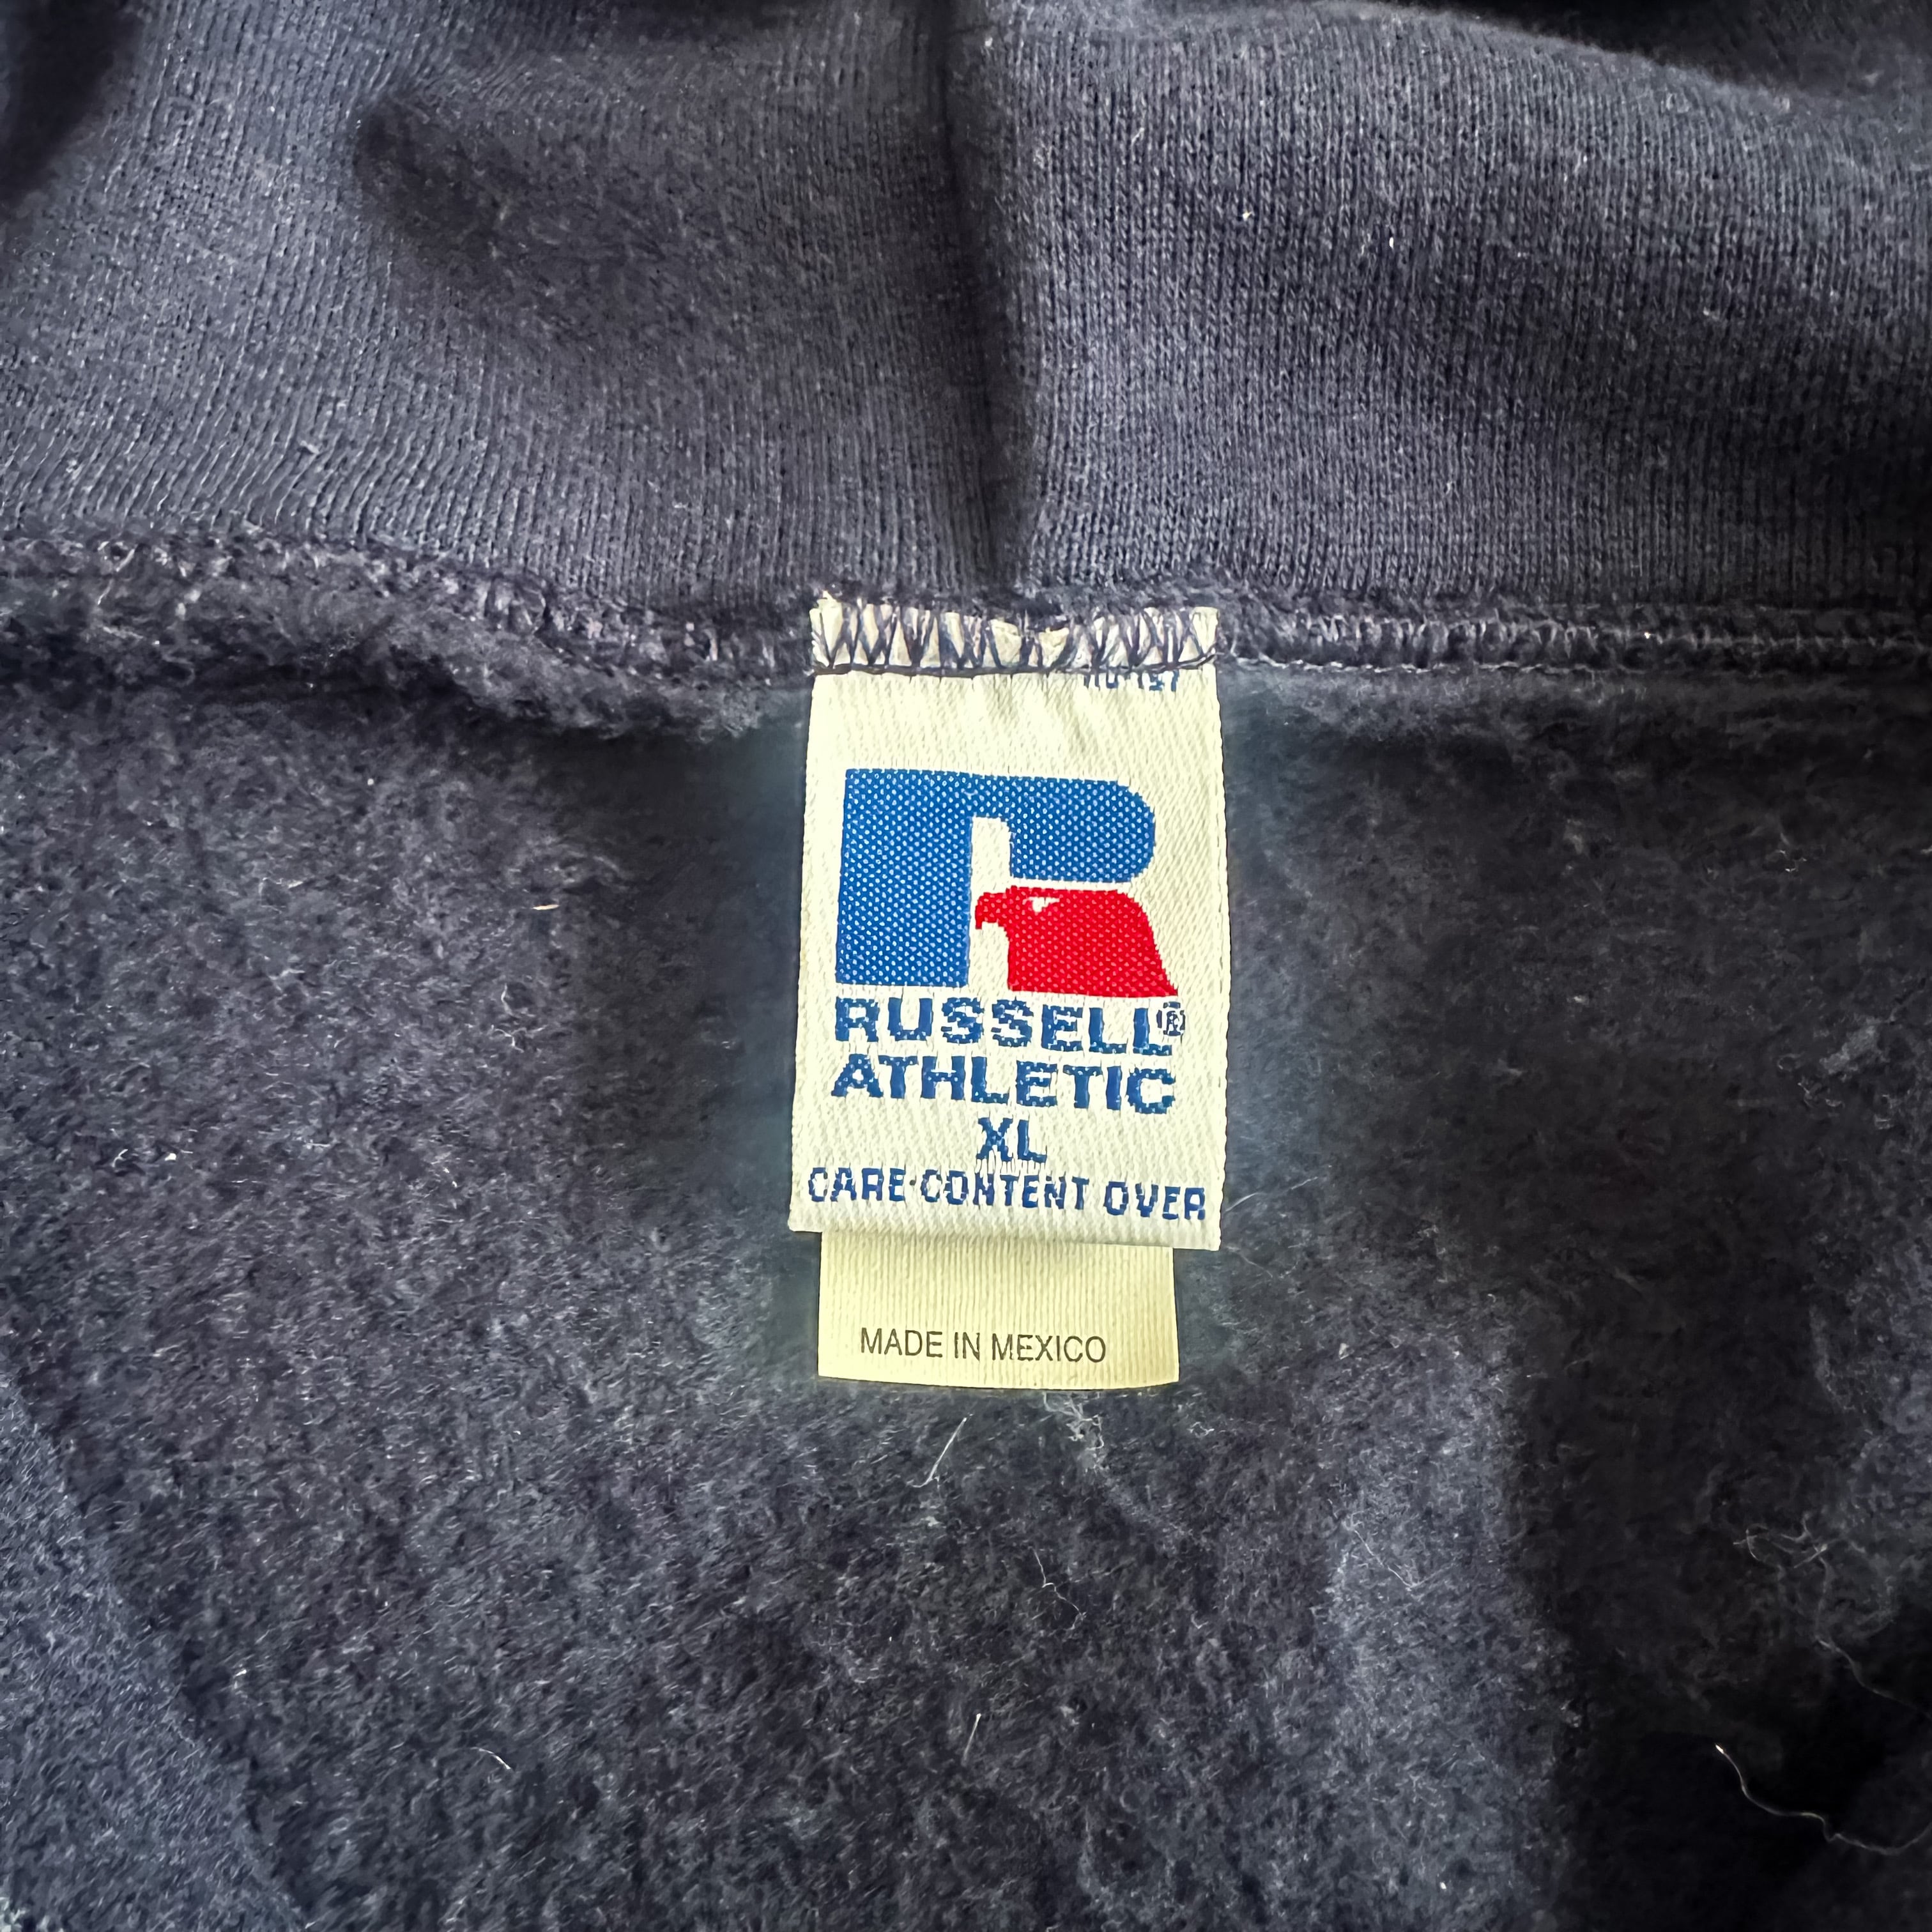 RUSSELL®
ATHLETIC
XL
CARE·CONTENT OVER
MADE IN MEXICO